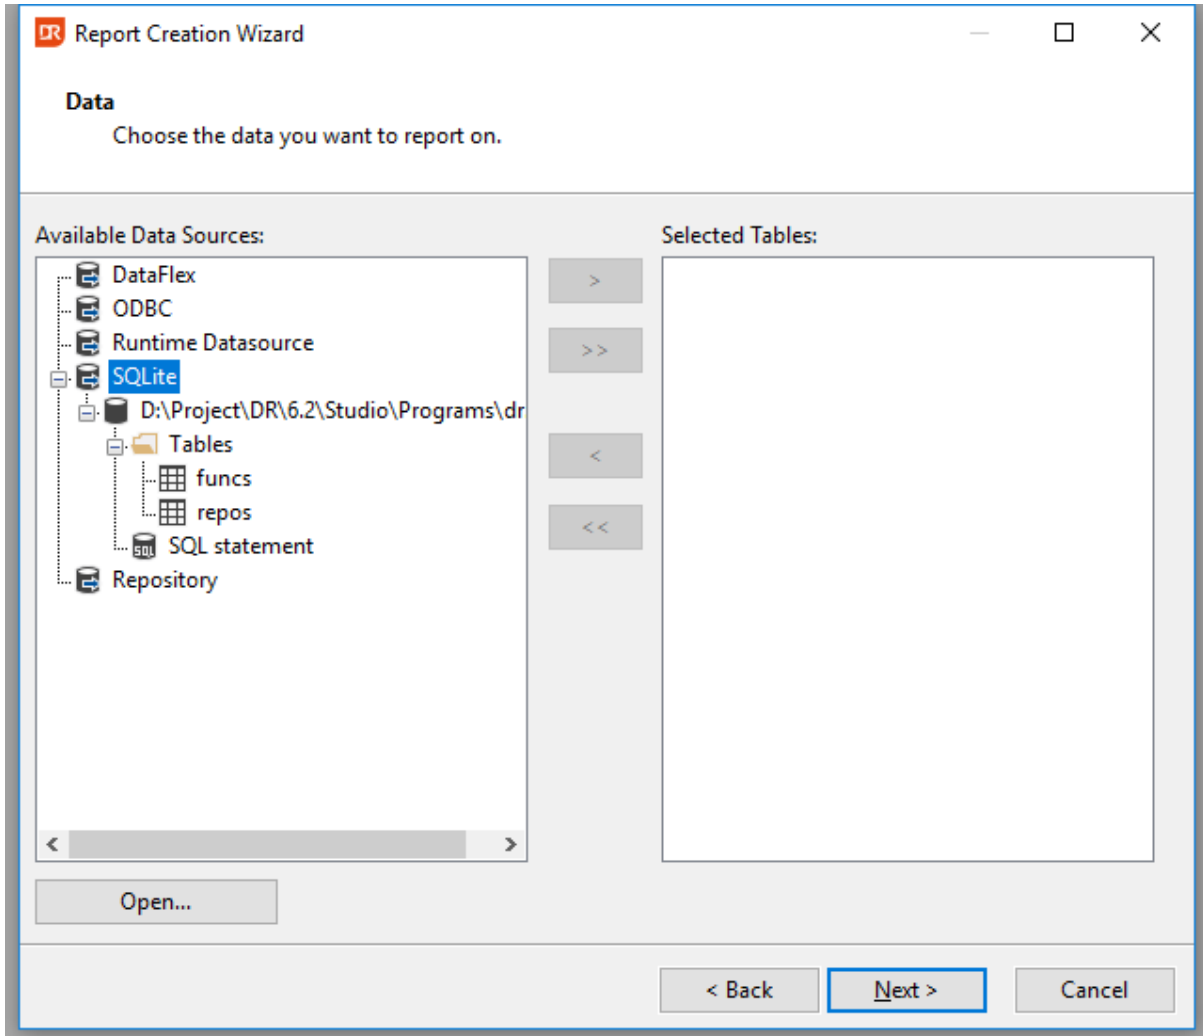 DR Report Creation Wizard
Data
Choose the data you want to report on.
Available Data Sources:
Selected Tables:
DataFlex
ODBC
Runtime Datasource
SQLite
D:\Project\DR\6.2\Studio\Programs\dr
Tables
funcs
repos
SQL SQL statement
Repository
>
>>
<
<<
Open...
< Back
Next >
Cancel